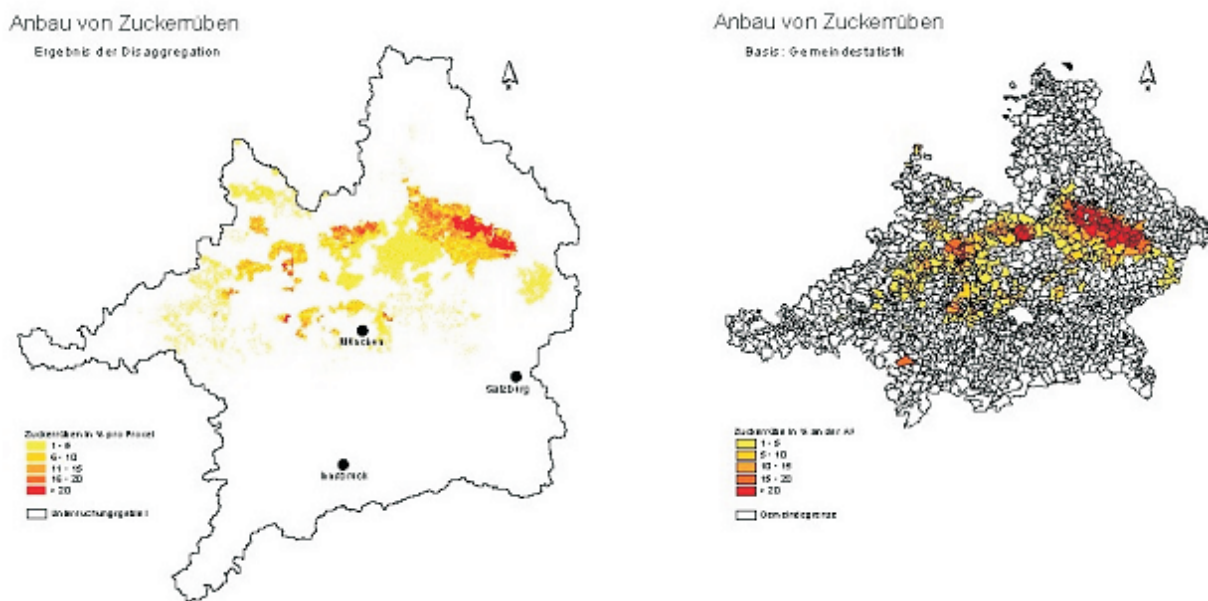 Anbau von Zuckerrüben
Ergebnis der Disaggregation
München
Salzburg
Innsbruck
Zuckerrüben in % pro Proxel
1 - 5
6 - 10
11 - 15
16 - 20
> 20
Untersuchungsgebiet
Anbau von Zuckerrüben
Basis: Gemeindestatistik
Zuckerrübe in % an der AF
1 - 5
5 - 10
10 - 15
15 - 20
> 20
Gemeindegrenze